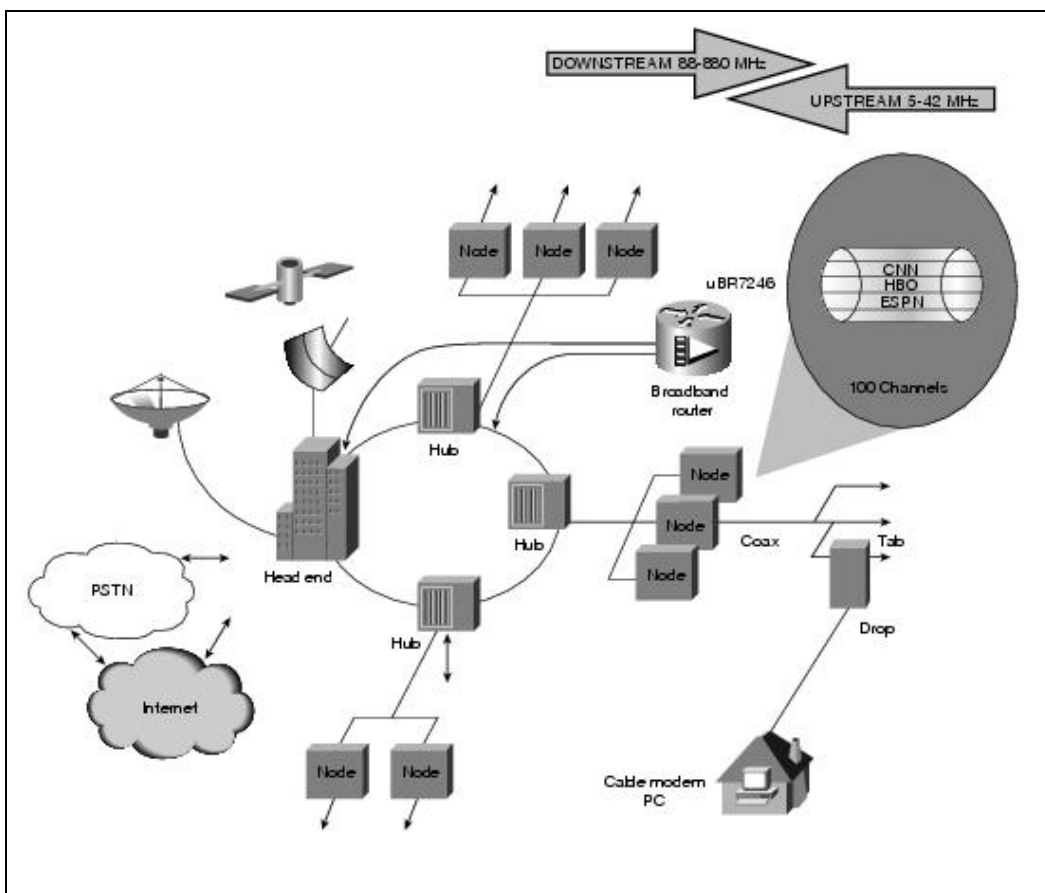 DOWNSTREAM 88-880 MHz
UPSTREAM 5-42 MHz
Node
Node
Node
uBR7246
CNN
HBO
ESPN
100 Channels
Broadband
router
Hub
Node
Hub
Node
Coax
Tab
Head end
Node
PSTN
Hub
Drop
Internet
Node
Node
Cable modem
PC